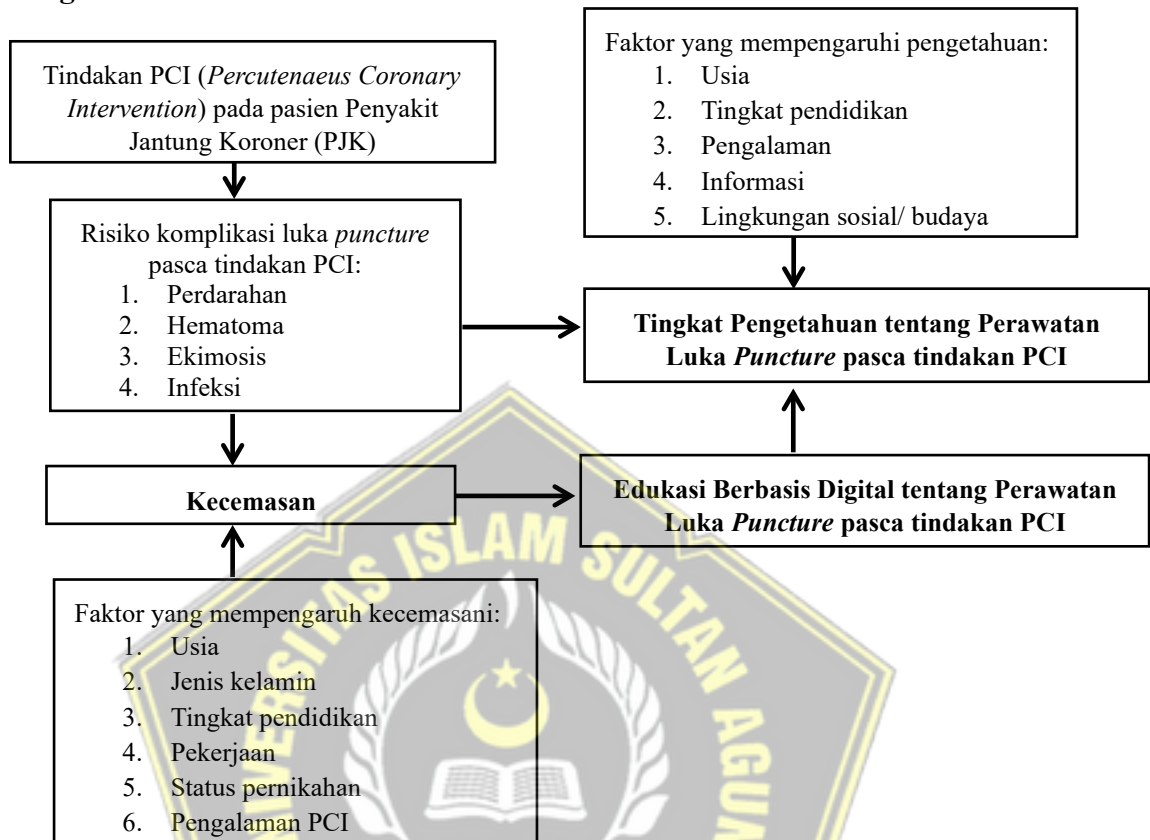 Tindakan PCI (Percutenaeus Coronary
Intervention) pada pasien Penyakit
Jantung Koroner (PJK)
Faktor yang mempengaruhi pengetahuan:
1. Usia
2. Tingkat pendidikan
3. Pengalaman
4. Informasi
5. Lingkungan sosial/ budaya
Risiko komplikasi luka puncture
pasca tindakan PCI:
1. Perdarahan
2. Hematoma
3. Ekimosis
4. Infeksi
Tingkat Pengetahuan tentang Perawatan
Luka Puncture pasca tindakan PCI
Kecemasan
Edukasi Berbasis Digital tentang Perawatan
Luka Puncture pasca tindakan PCI
Faktor yang mempengaruh kecemasani:
1. Usia
2. Jenis kelamin
3. Tingkat pendidikan
4. Pekerjaan
5. Status pernikahan
6. Pengalaman PCI
ISLAM SULTAN